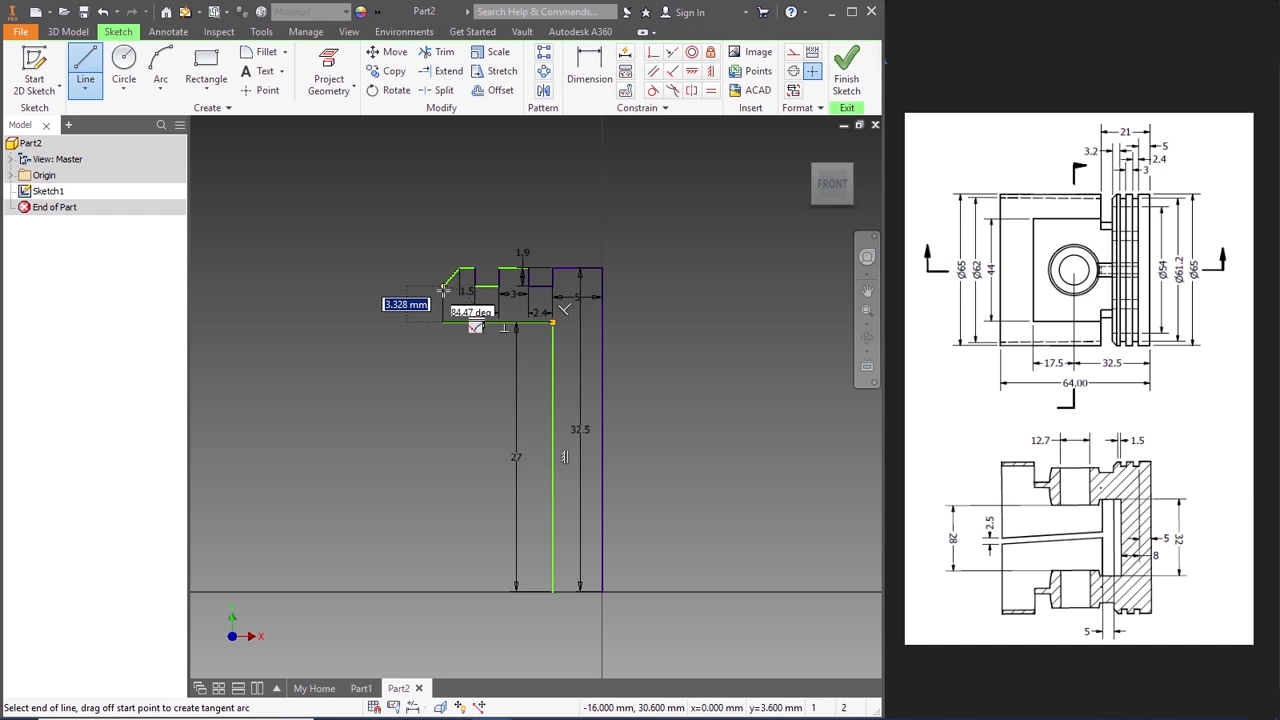 PRO
Material
Part2
Search Help & Commands...
Sign In
File
3D Model
Sketch
Annotate
Inspect
Tools
Manage
View
Environments
Get Started
Vault
Autodesk A360
Start
2D Sketch
Line
Circle
Arc
Rectangle
Fillet
Text
Point
Project
Geometry
Move
Copy
Rotate
Trim
Extend
Split
Scale
Stretch
Offset
Dimension
Image
Points
ACAD
Finish
Sketch
Sketch
Create
Modify
Pattern
Constrain
Insert
Format
Exit
Model
Part2
View: Master
Origin
Sketch1
End of Part
FRONT
1.9
1.5
3
5
3.328 mm
84.47 deg
2.4
32.5
27
Y
X
21
3.2
5
2.4
3
Ø65
Ø62
44
Ø54
Ø61.2
Ø65
17.5
32.5
64.00
12.7
1.5
2.5
28
5
32
8
5
My Home
Part1
Part2
Select end of line, drag off start point to create tangent arc
-16.000 mm, 30.600 mm
x=0.000 mm
y=3.600 mm
1
2